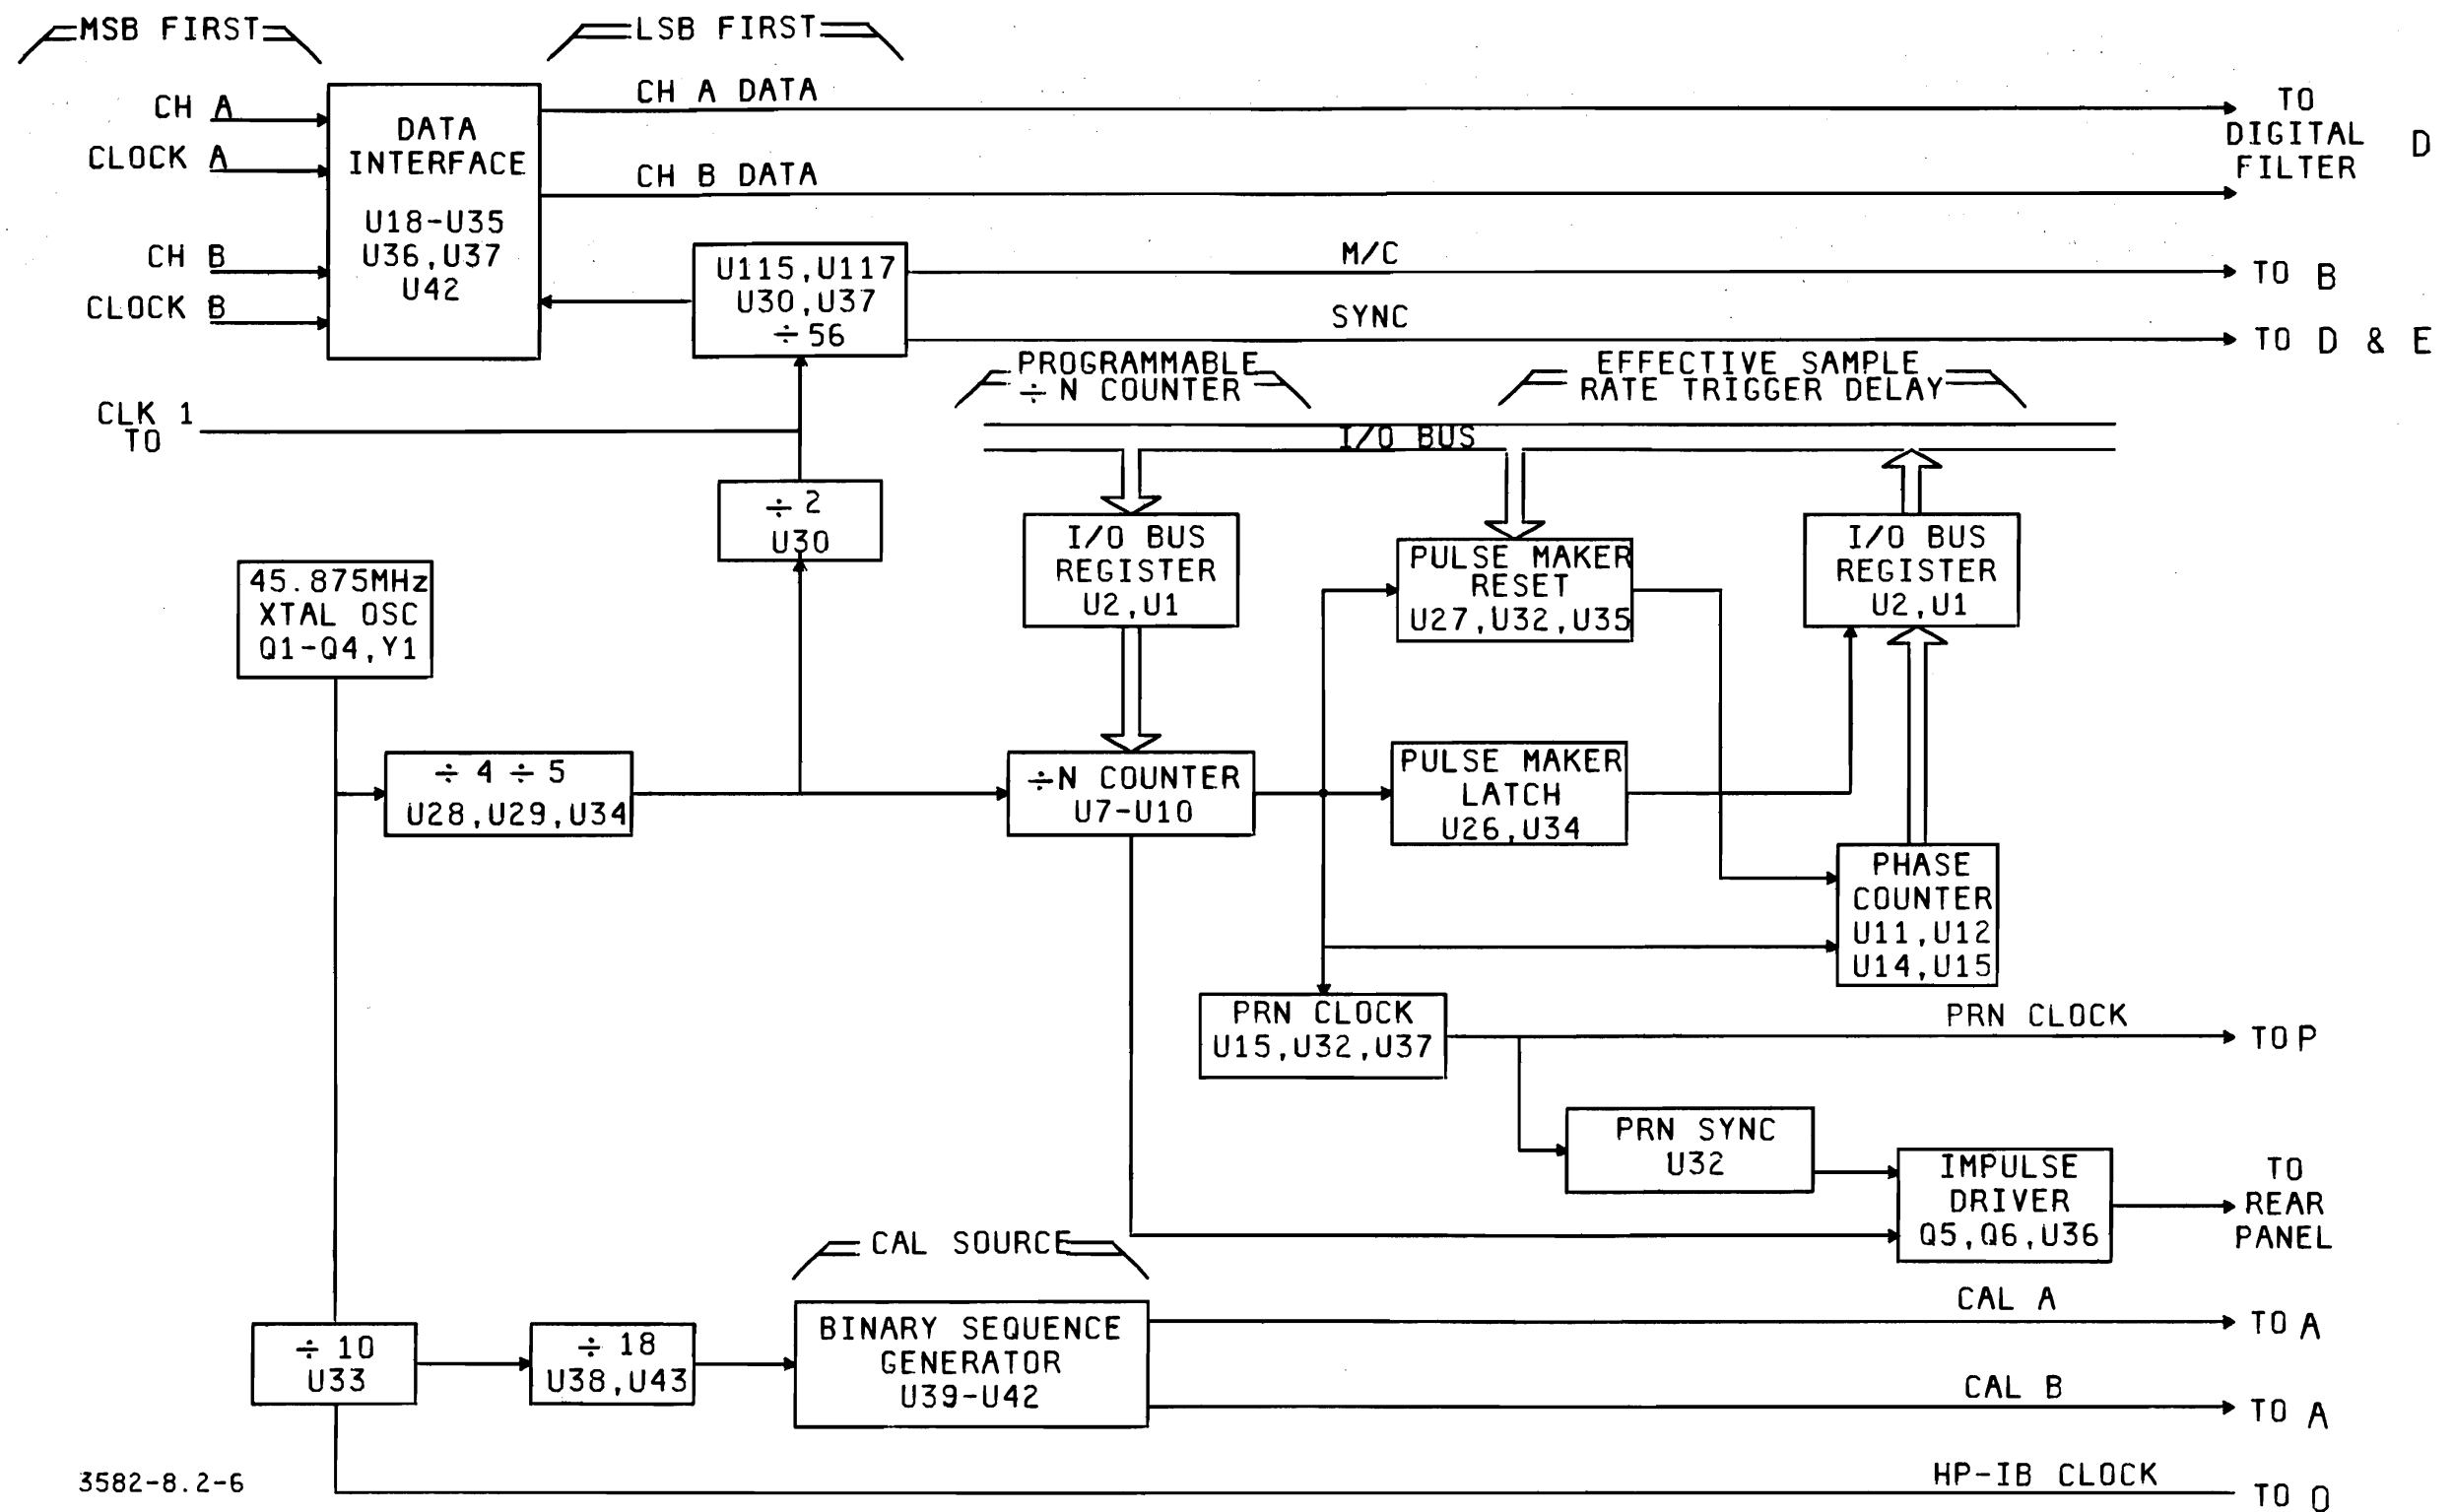 MSB FIRST
LSB FIRST
CH A
CLOCK A
CH B
CLOCK B
DATA
INTERFACE
U18-U35
U36,U37
U42
CH A DATA
CH B DATA
TO
DIGITAL D
FILTER
U115,U117
U30,U37
÷56
M/C
TO B
SYNC
TO D & E
PROGRAMMABLE
÷N COUNTER
EFFECTIVE SAMPLE
RATE TRIGGER DELAY
CLK 1
TO
I/O BUS
÷2
U30
I/O BUS
REGISTER
U2,U1
PULSE MAKER
RESET
U27,U32,U35
I/O BUS
REGISTER
U2,U1
45.875MHz
XTAL OSC
Q1-Q4,Y1
÷4 ÷5
U28,U29,U34
÷N COUNTER
U7-U10
PULSE MAKER
LATCH
U26,U34
PHASE
COUNTER
U11,U12
U14,U15
PRN CLOCK
U15,U32,U37
PRN CLOCK
TO P
PRN SYNC
U32
IMPULSE
DRIVER
Q5,Q6,U36
TO
REAR
PANEL
CAL SOURCE
÷10
U33
÷18
U38,U43
BINARY SEQUENCE
GENERATOR
U39-U42
CAL A
TO A
CAL B
TO A
HP-IB CLOCK
TO O
3582-8.2-6